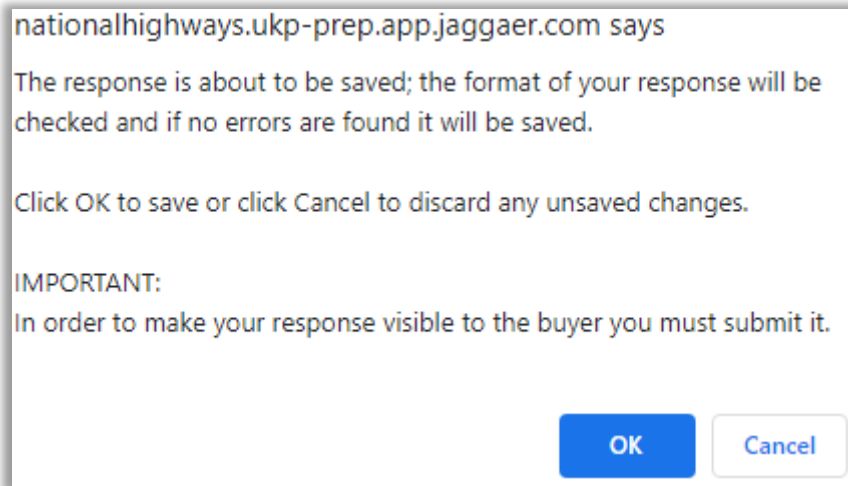 nationalhighways.ukp-prep.app.jaggaer.com says
The response is about to be saved; the format of your response will be
checked and if no errors are found it will be saved.
Click OK to save or click Cancel to discard any unsaved changes.
IMPORTANT:
In order to make your response visible to the buyer you must submit it.
OK
Cancel